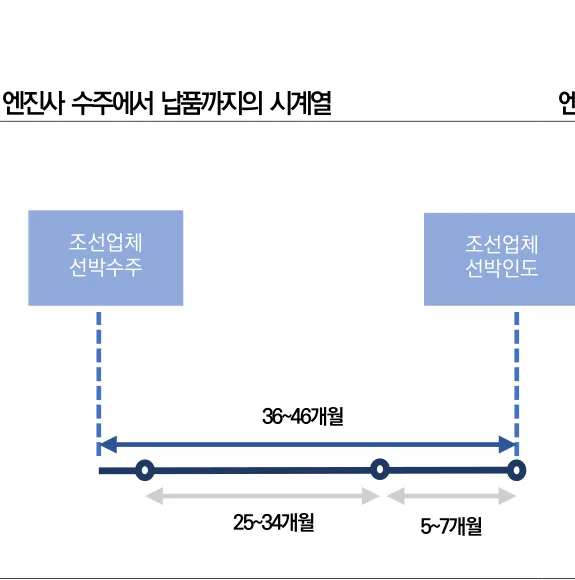 엔진사 수주에서 납품까지의 시계열
엔
조선업체
선박수주
조선업체
선박인도
36~46개월
25~34개월
5~7개월